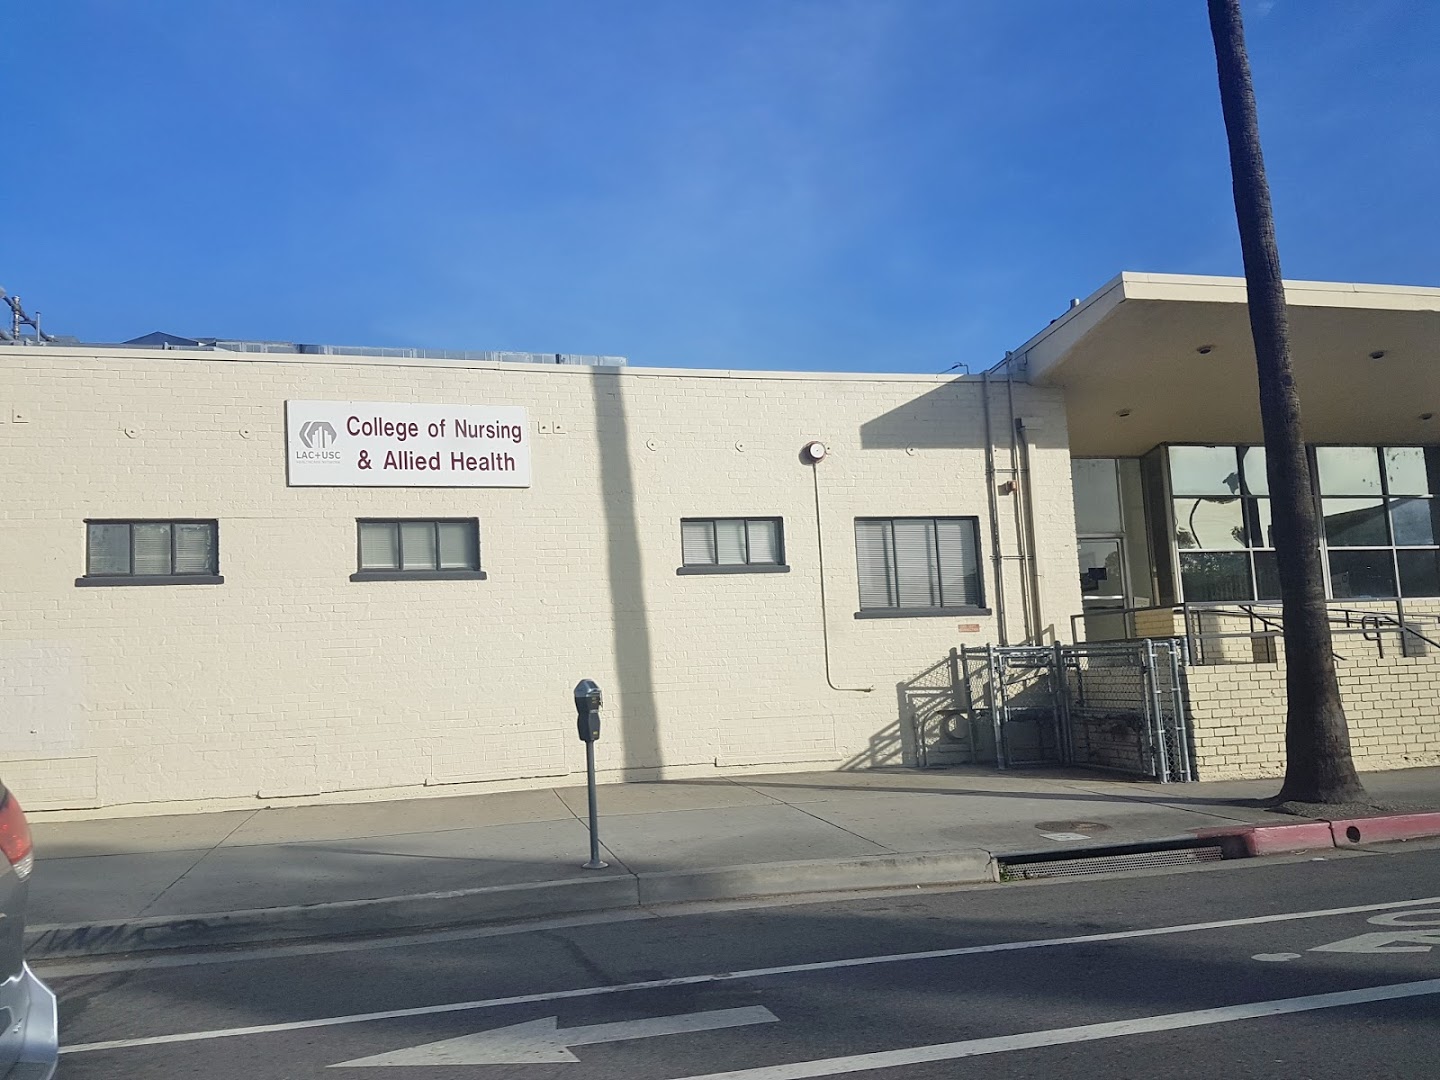 College of Nursing
& Allied Health
LAC+USC